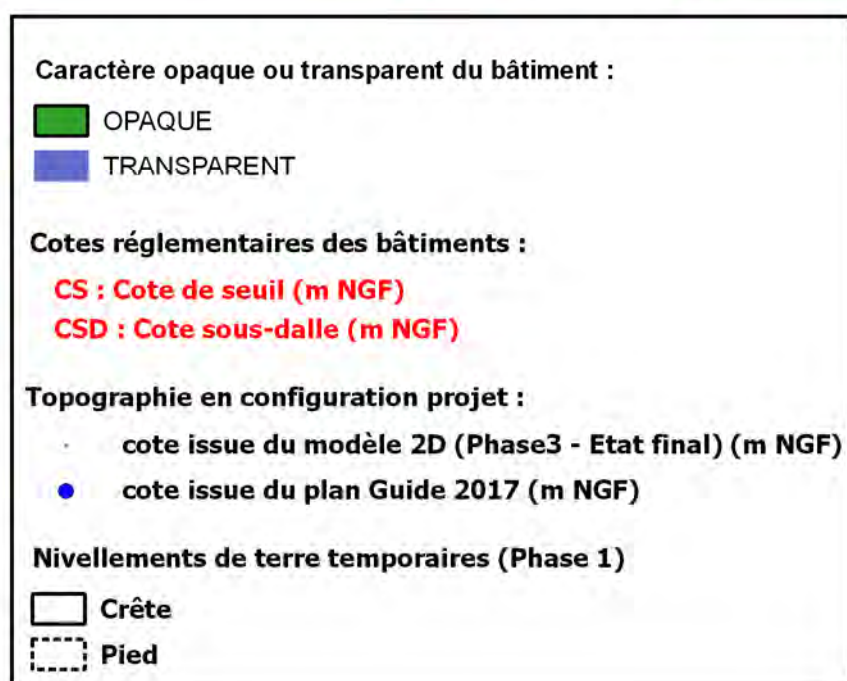 Caractère opaque ou transparent du bâtiment :
OPAQUE
TRANSPARENT
Cotes réglementaires des bâtiments :
CS : Cote de seuil (m NGF)
CSD : Cote sous-dalle (m NGF)
Topographie en configuration projet :
cote issue du modèle 2D (Phase3 - Etat final) (m NGF)
cote issue du plan Guide 2017 (m NGF)
Nivellements de terre temporaires (Phase 1)
Crête
Pied